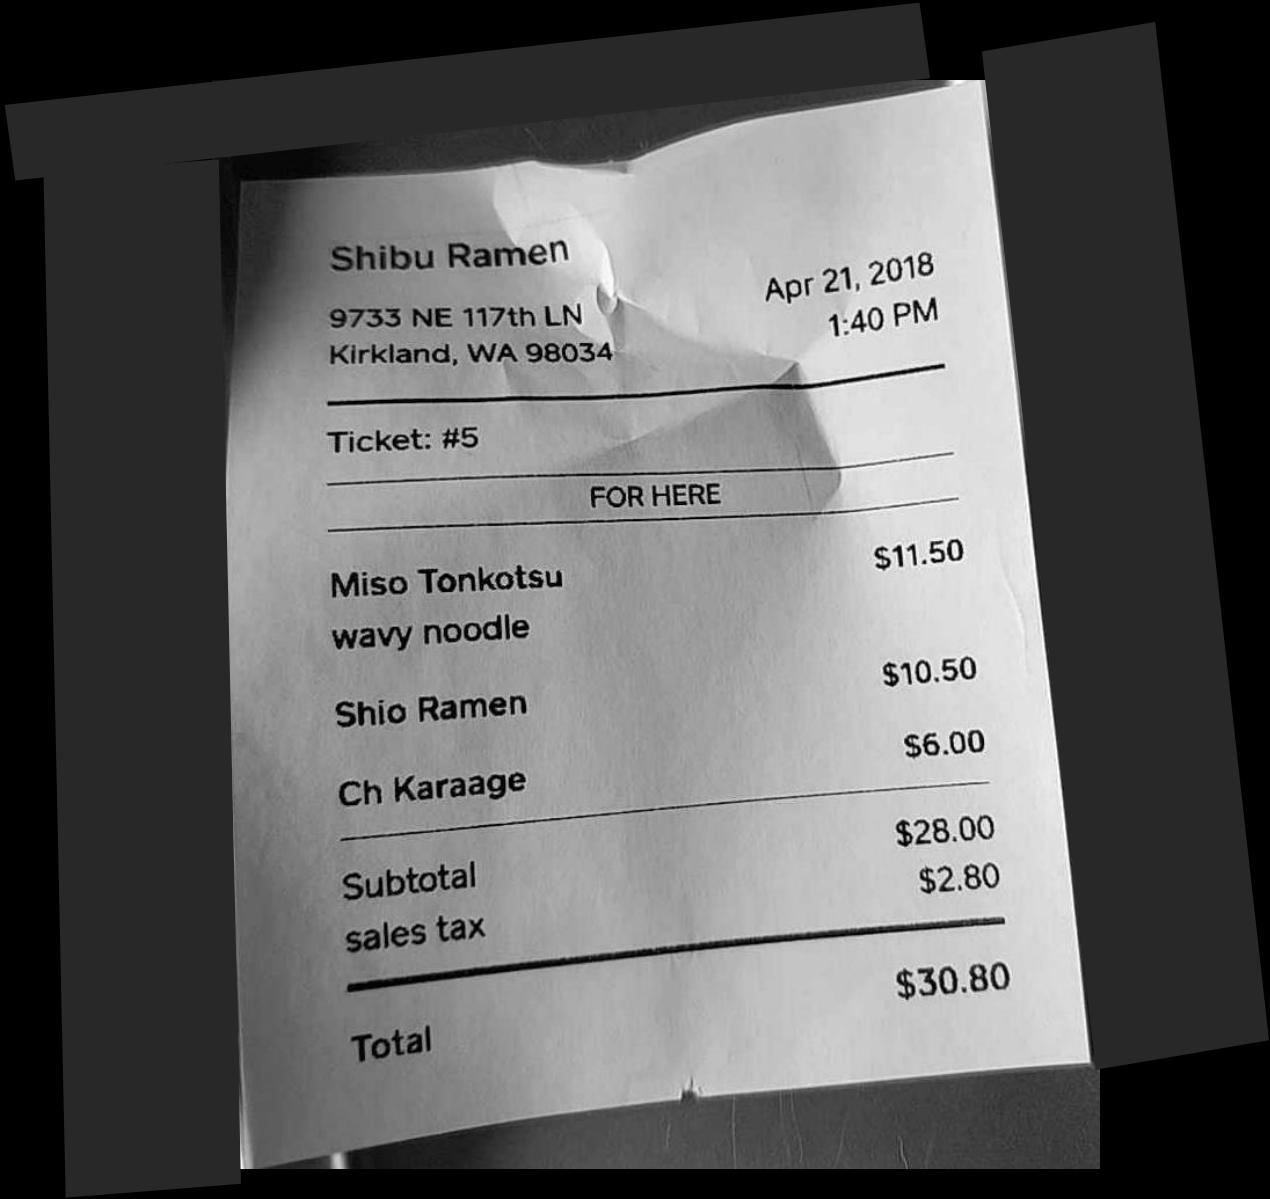 Shibu Ramen
9733 NE 117th LN
Kirkland, WA 98034
Apr 21, 2018
1:40 PM
Ticket: #5
FOR HERE
Miso Tonkotsu $11.50
wavy noodle
Shio Ramen $10.50
Ch Karaage $6.00
Subtotal $28.00
sales tax $2.80
Total $30.80